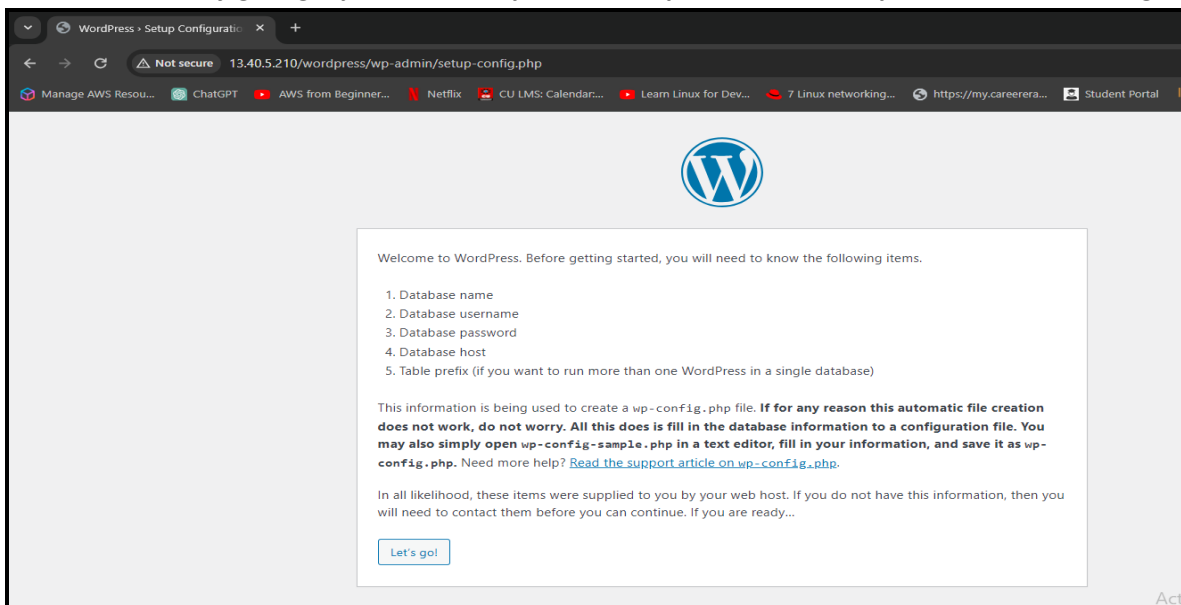 WordPress › Setup Configuratio
Not secure 13.40.5.210/wordpress/wp-admin/setup-config.php
Manage AWS Resou... ChatGPT AWS from Beginner... Netflix CU LMS: Calendar:... Learn Linux for Dev... 7 Linux networking... https://my.careerera... Student Portal
Welcome to WordPress. Before getting started, you will need to know the following items.
1. Database name
2. Database username
3. Database password
4. Database host
5. Table prefix (if you want to run more than one WordPress in a single database)
This information is being used to create a wp-config.php file. If for any reason this automatic file creation
does not work, do not worry. All this does is fill in the database information to a configuration file. You
may also simply open wp-config-sample.php in a text editor, fill in your information, and save it as wp-
config.php. Need more help? Read the support article on wp-config.php.
In all likelihood, these items were supplied to you by your web host. If you do not have this information, then you
will need to contact them before you can continue. If you are ready...
Let's go!
Act